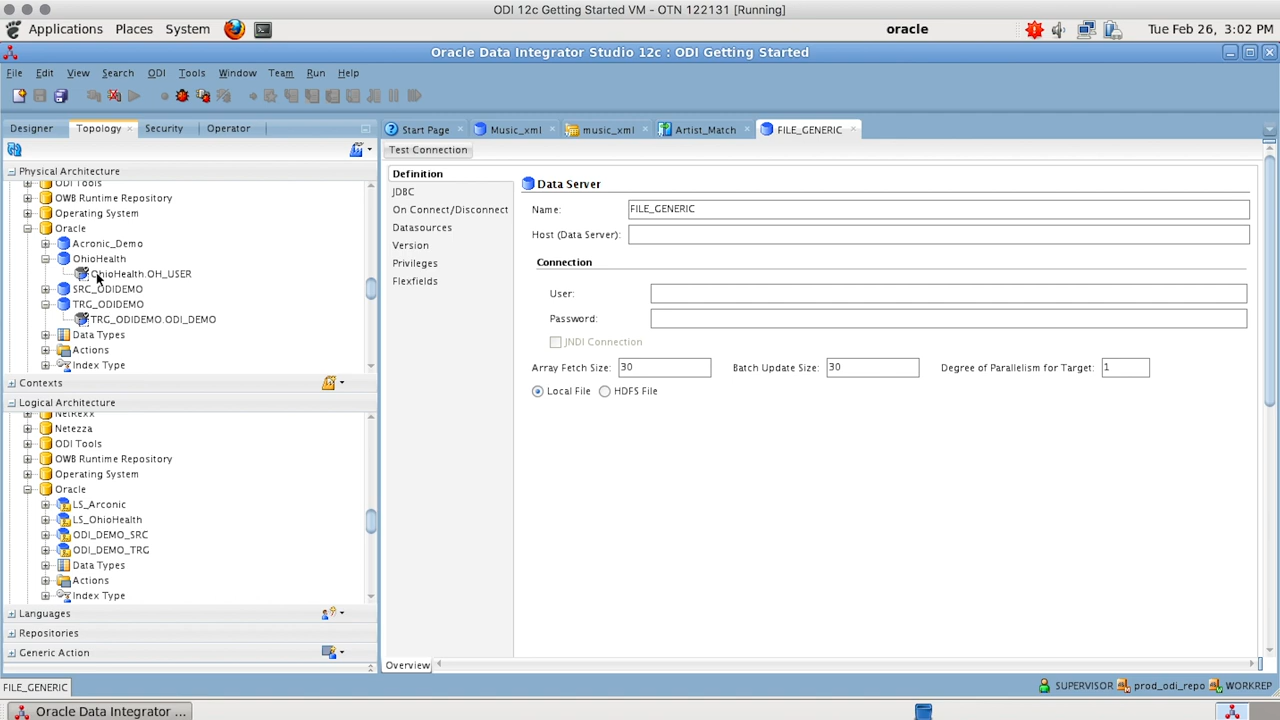 ODI 12c Getting Started VM - OTN 122131 [Running]
Applications Places System oracle Tue Feb 26, 3:02 PM
Oracle Data Integrator Studio 12c : ODI Getting Started
File Edit View Search ODI Tools Window Team Run Help
Designer Topology Security Operator
Start Page Music_xml music_xml Artist_Match FILE_GENERIC
Test Connection
Physical Architecture
ODI Tools
OWB Runtime Repository
Operating System
Oracle
Acronic_Demo
OhioHealth
OhioHealth.OH_USER
SRC_ODIDEMO
TRG_ODIDEMO
TRG_ODIDEMO.ODI_DEMO
Data Types
Actions
Index Type
Contexts
Logical Architecture
NetRexx
Netezza
ODI Tools
OWB Runtime Repository
Operating System
Oracle
LS_Arconic
LS_OhioHealth
ODI_DEMO_SRC
ODI_DEMO_TRG
Data Types
Actions
Index Type
Languages
Repositories
Generic Action
Definition
JDBC
On Connect/Disconnect
Datasources
Version
Privileges
Flexfields
Data Server
Name: FILE_GENERIC
Host (Data Server):
Connection
User:
Password:
JNDI Connection
Array Fetch Size: 30 Batch Update Size: 30 Degree of Parallelism for Target: 1
Local File HDFS File
Overview
FILE_GENERIC SUPERVISOR prod_odi_repo WORKREP
Oracle Data Integrator ...